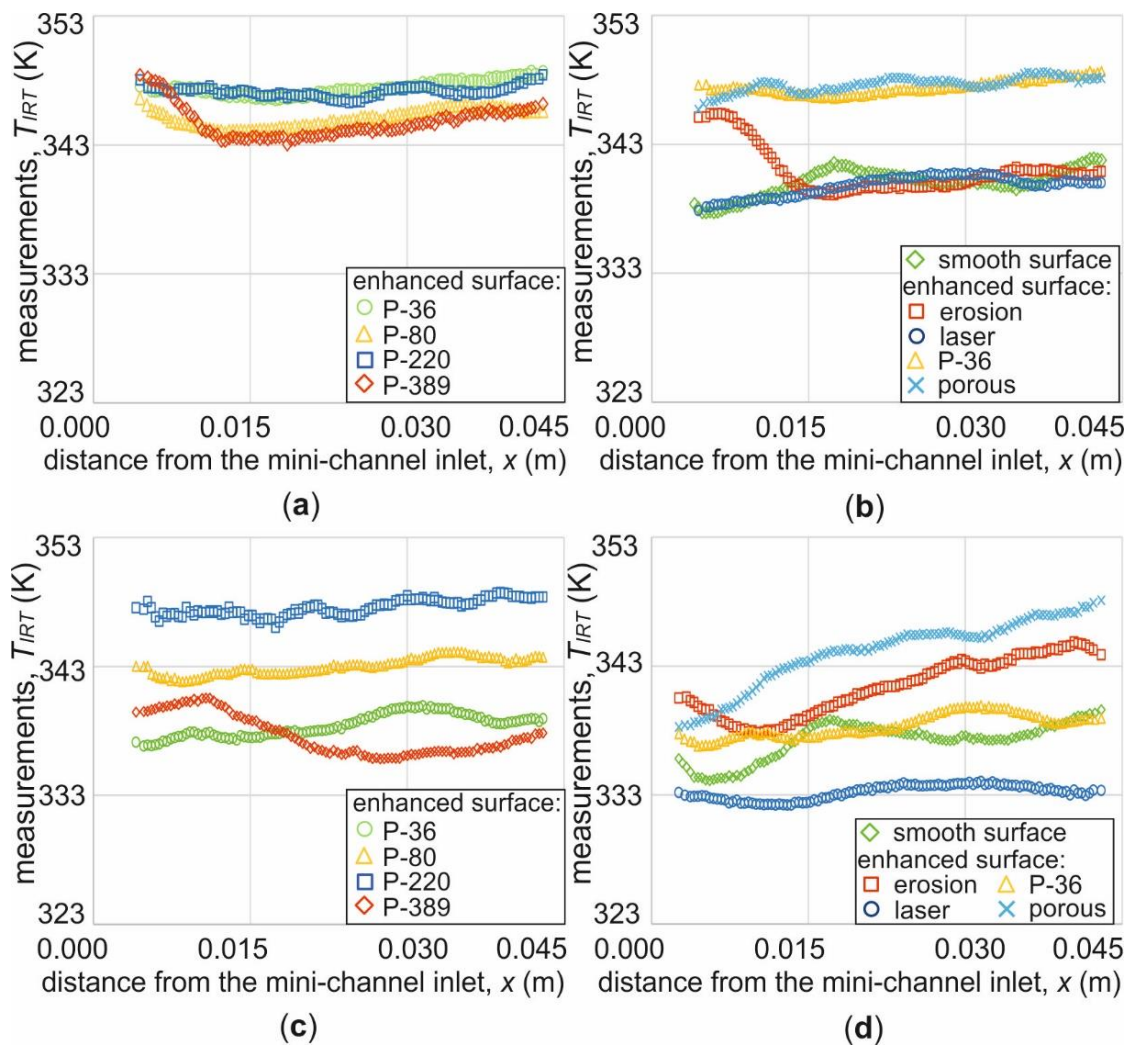 353
343
333
323
measurements, T_IRT (K)
enhanced surface:
P-36
P-80
P-220
P-389
0.000 0.015 0.030 0.045
distance from the mini-channel inlet, x (m)
(a)
353
343
333
323
measurements, T_IRT (K)
smooth surface
enhanced surface:
erosion
laser
P-36
porous
0.000 0.015 0.030 0.045
distance from the mini-channel inlet, x (m)
(b)
353
343
333
323
measurements, T_IRT (K)
enhanced surface:
P-36
P-80
P-220
P-389
0.000 0.015 0.030 0.045
distance from the mini-channel inlet, x (m)
(c)
353
343
333
323
measurements, T_IRT (K)
smooth surface
enhanced surface:
erosion P-36
laser porous
0.000 0.015 0.030 0.045
distance from the mini-channel inlet, x (m)
(d)